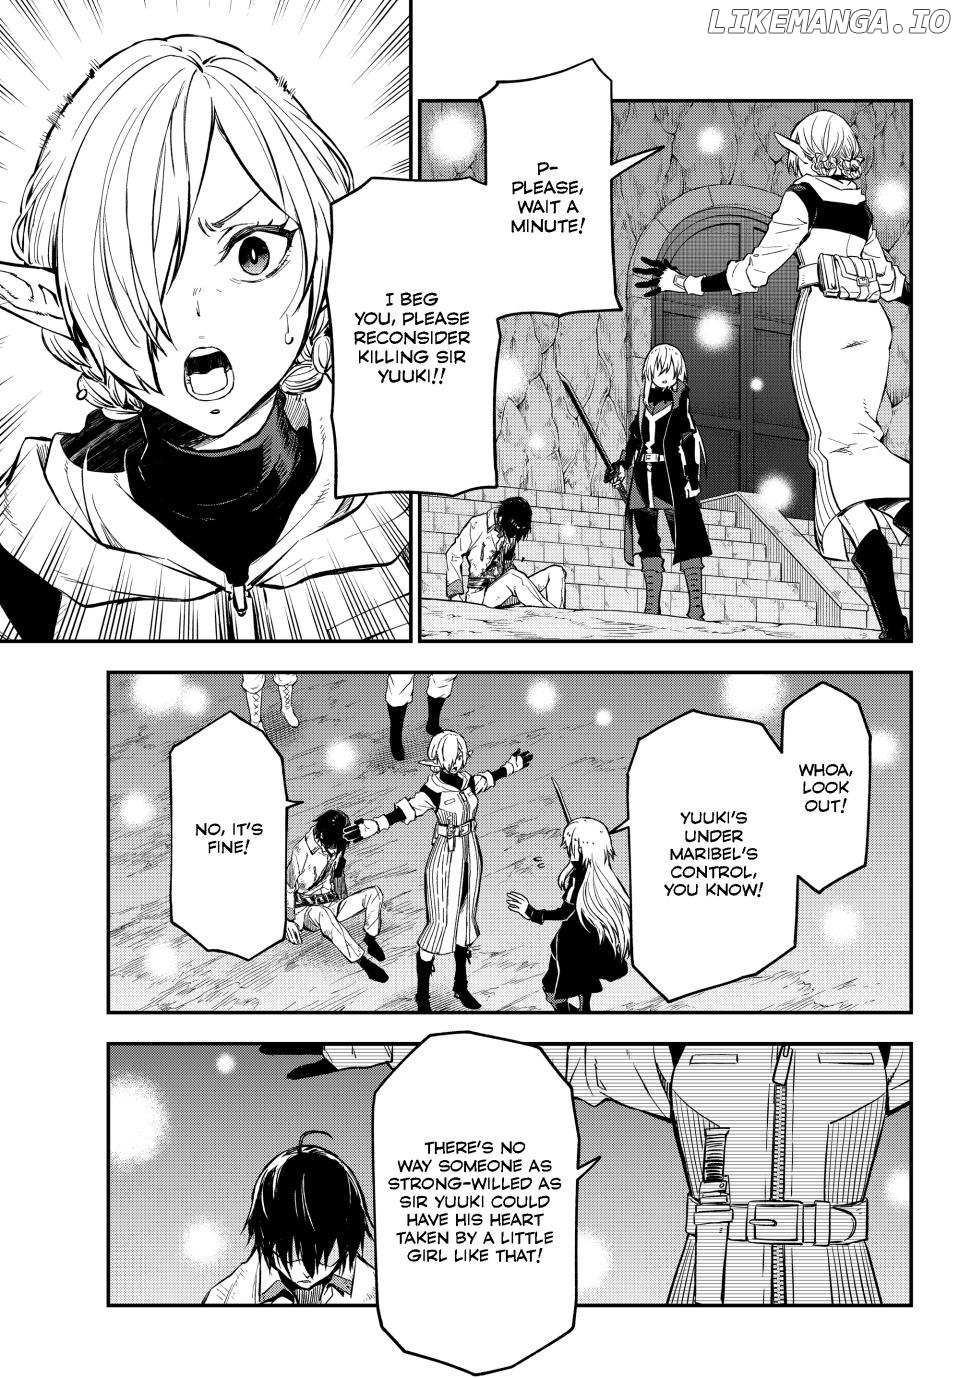 LIKEMANGA.IO
P-
PLEASE,
WAIT A
MINUTE!
I BEG
YOU, PLEASE
RECONSIDER
KILLING SIR
YUUKI!!
WHOA,
LOOK
OUT!
YUUKI'S
UNDER
MARIBEL'S
CONTROL,
YOU KNOW!
NO, IT'S
FINE!
THERE'S NO
WAY SOMEONE AS
STRONG-WILLED AS
SIR YUUKI COULD
HAVE HIS HEART
TAKEN BY A LITTLE
GIRL LIKE THAT!